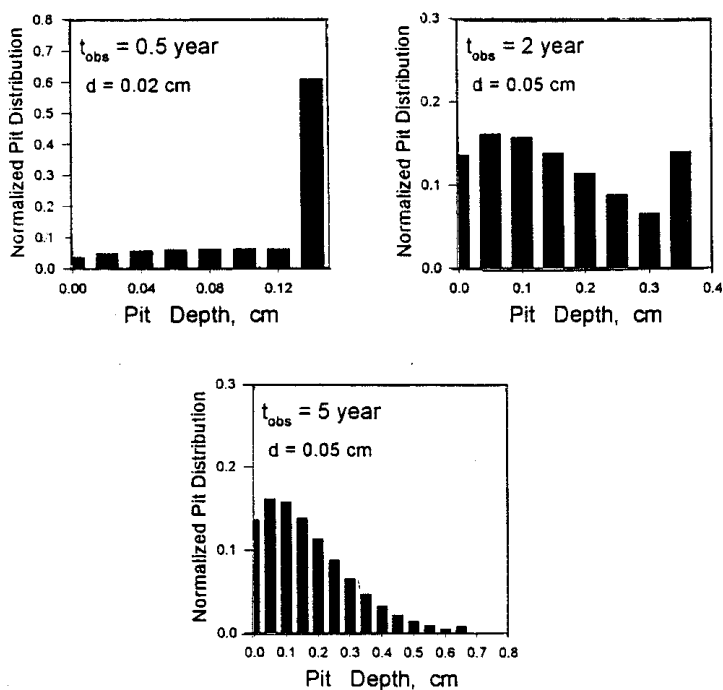 Normalized Pit Distribution
0.8
0.7
0.6
0.5
0.4
0.3
0.2
0.1
0.0
t_obs = 0.5 year
d = 0.02 cm
0.00 0.04 0.08 0.12
Pit Depth, cm
Normalized Pit Distribution
0.3
0.2
0.1
0.0
t_obs = 2 year
d = 0.05 cm
0.0 0.1 0.2 0.3 0.4
Pit Depth, cm
Normalized Pit Distribution
0.3
0.2
0.1
0.0
t_obs = 5 year
d = 0.05 cm
0.0 0.1 0.2 0.3 0.4 0.5 0.6 0.7 0.8
Pit Depth, cm